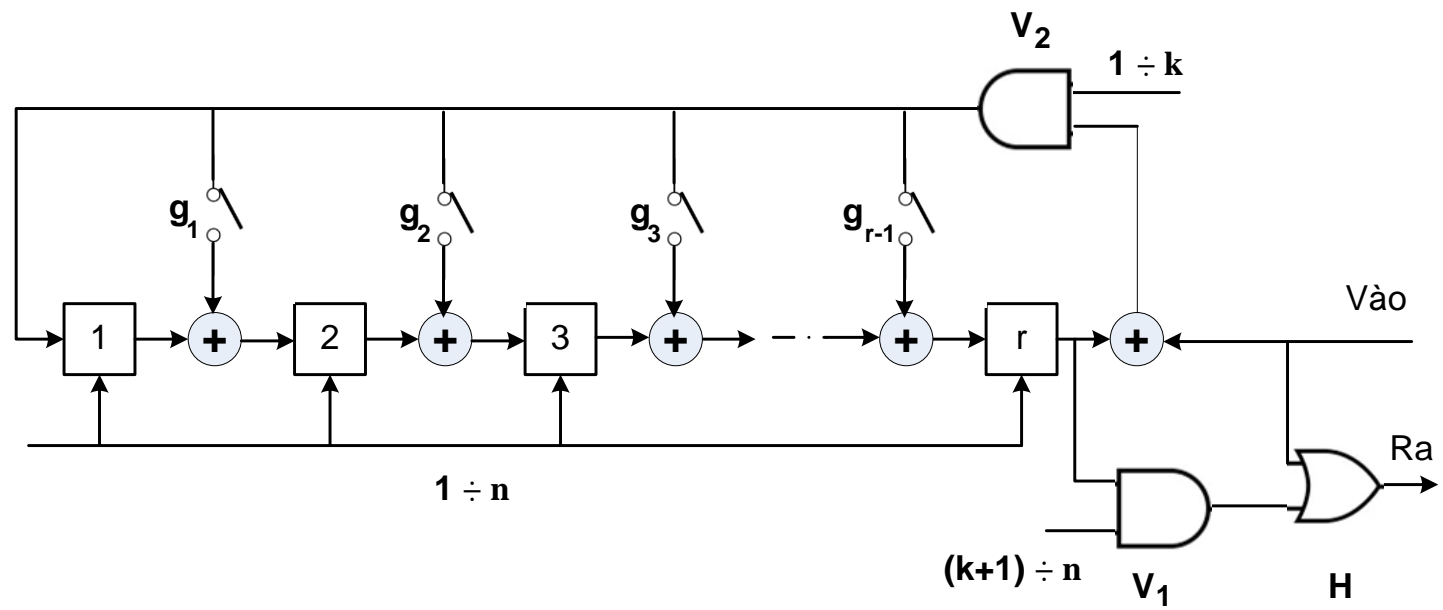 V2
1 ÷ k
g1
g2
g3
gr-1
Vào
1
+
2
+
3
+
+
r
+
Ra
1 ÷ n
(k+1) ÷ n
V1
H